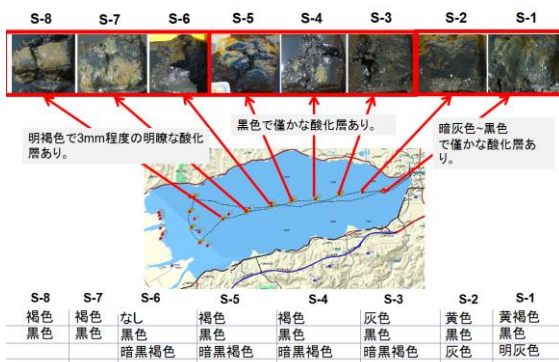 S-8 S-7 S-6 S-5 S-4 S-3 S-2 S-1
明褐色で3mm程度の明瞭な酸化
層あり。
黒色で僅かな酸化層あり。
暗灰色~黒色
で僅かな酸化層あ
り。
S-8 S-7 S-6 S-5 S-4 S-3 S-2 S-1
褐色 褐色 なし 褐色 褐色 灰色 黄色 黄褐色
黒色 黒色 黒色 黒色 黒色 黒色 黒色 黒色
暗黒褐色 暗黒褐色 暗黒褐色 暗黒褐色 灰色 明灰色